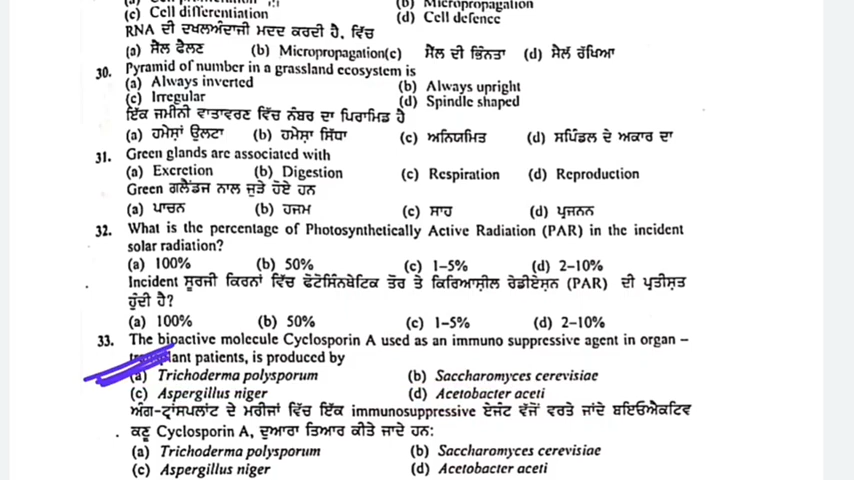 (b) Micropropagation
(c) Cell differentiation (d) Cell defence
RNA ਦੀ ਦਖਲਅੰਦਾਜੀ ਮਦਦ ਕਰਦੀ ਹੈ, ਵਿੱਚ
(a) ਸੈਲ ਫੈਲਣ (b) Micropropagation(c) ਸੈੱਲ ਦੀ ਭਿੰਨਤਾ (d) ਸੈਲੱ ਰੱਖਿਆ
30. Pyramid of number in a grassland ecosystem is
(a) Always inverted (b) Always upright
(c) Irregular (d) Spindle shaped
ਇੱਕ ਜਮੀਨੀ ਵਾਤਾਵਰਣ ਵਿੱਚ ਨੰਬਰ ਦਾ ਪਿਰਾਮਿਡ ਹੈ
(a) ਹਮੇਸ਼ਾਂ ਉਲਟਾ (b) ਹਮੇਸ਼ਾ ਸਿੱਧਾ (c) ਅਨਿਯਮਿਤ (d) ਸਪਿੰਡਲ ਦੇ ਅਕਾਰ ਦਾ
31. Green glands are associated with
(a) Excretion (b) Digestion (c) Respiration (d) Reproduction
Green ਗਲੈਂਡਜ ਨਾਲ ਜੁੜੇ ਹੋਏ ਹਨ
(a) ਪਾਚਨ (b) ਹਜਮ (c) ਸਾਹ (d) ਪ੍ਰਜਨਨ
32. What is the percentage of Photosynthetically Active Radiation (PAR) in the incident
solar radiation?
(a) 100% (b) 50% (c) 1–5% (d) 2–10%
Incident ਸੂਰਜੀ ਕਿਰਨਾਂ ਵਿੱਚ ਫੋਟੋਸਿੰਨਬੇਟਿਕ ਤੌਰ ਤੇ ਕਿਰਿਆਸ਼ੀਲ ਰੇਡੀਏਸ਼ਨ (PAR) ਦੀ ਪ੍ਰਤੀਸ਼ਤ
ਹੁੰਦੀ ਹੈ?
(a) 100% (b) 50% (c) 1–5% (d) 2–10%
33. The bioactive molecule Cyclosporin A used as an immuno suppressive agent in organ –
transplant patients, is produced by
(a) Trichoderma polysporum (b) Saccharomyces cerevisiae
(c) Aspergillus niger (d) Acetobacter aceti
ਅੰਗ-ਟ੍ਰਾਂਸਪਲਾਂਟ ਦੇ ਮਰੀਜਾਂ ਵਿੱਚ ਇੱਕ immunosuppressive ਏਜੰਟ ਵੱਜੋਂ ਵਰਤੇ ਜਾਂਦੇ ਬਇਓਐਕਟਿਵ
ਕਣੂ Cyclosporin A, ਦੁਆਰਾ ਤਿਆਰ ਕੀਤੇ ਜਾਂਦੇ ਹਨ:
(a) Trichoderma polysporum (b) Saccharomyces cerevisiae
(c) Aspergillus niger (d) Acetobacter aceti